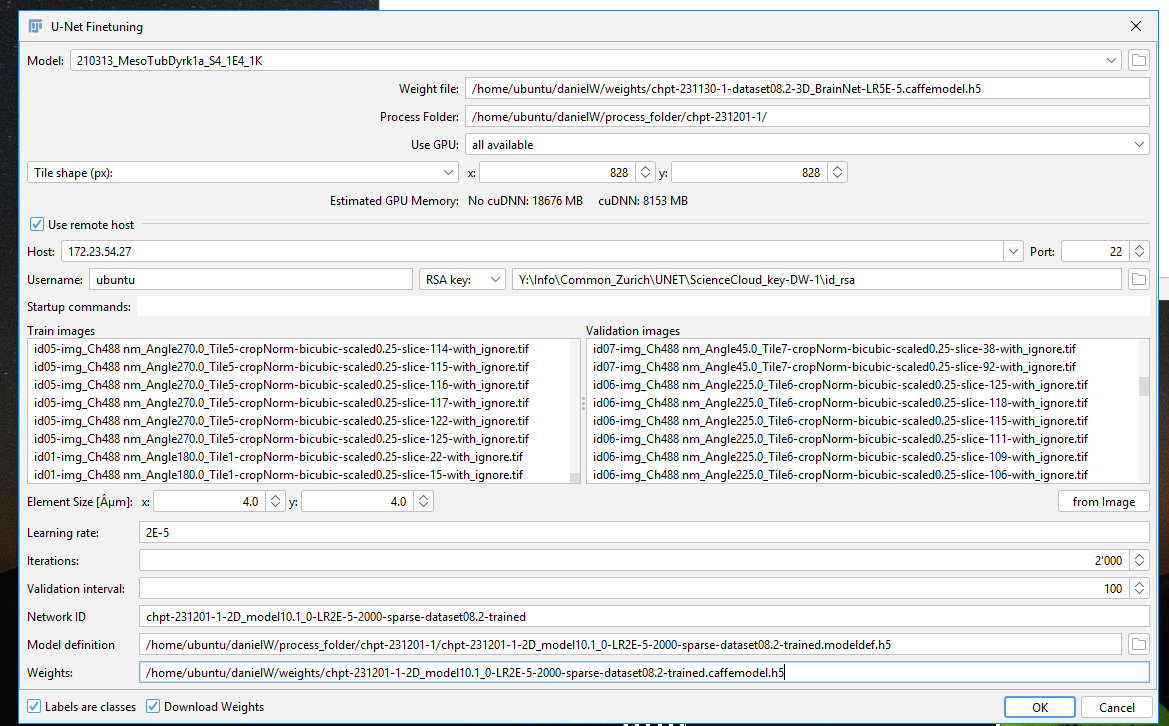 U-Net Finetuning
Model: 210313_MesoTubDyrk1a_S4_1E4_1K
Weight file: /home/ubuntu/danielW/weights/chpt-231130-1-dataset08.2-3D_BrainNet-LR5E-5.caffemodel.h5
Process Folder: /home/ubuntu/danielW/process_folder/chpt-231201-1/
Use GPU: all available
Tile shape (px): x: 828 y: 828
Estimated GPU Memory: No cuDNN: 18676 MB cuDNN: 8153 MB
Use remote host
Host: 172.23.54.27 Port: 22
Username: ubuntu RSA key: Y:\Info\Common_Zurich\UNET\ScienceCloud_key-DW-1\id_rsa
Startup commands:
Train images
id05-img_Ch488 nm_Angle270.0_Tile5-cropNorm-bicubic-scaled0.25-slice-114-with_ignore.tif
id05-img_Ch488 nm_Angle270.0_Tile5-cropNorm-bicubic-scaled0.25-slice-115-with_ignore.tif
id05-img_Ch488 nm_Angle270.0_Tile5-cropNorm-bicubic-scaled0.25-slice-116-with_ignore.tif
id05-img_Ch488 nm_Angle270.0_Tile5-cropNorm-bicubic-scaled0.25-slice-117-with_ignore.tif
id05-img_Ch488 nm_Angle270.0_Tile5-cropNorm-bicubic-scaled0.25-slice-122-with_ignore.tif
id05-img_Ch488 nm_Angle270.0_Tile5-cropNorm-bicubic-scaled0.25-slice-125-with_ignore.tif
id01-img_Ch488 nm_Angle180.0_Tile1-cropNorm-bicubic-scaled0.25-slice-22-with_ignore.tif
id01-img_Ch488 nm_Angle180.0_Tile1-cropNorm-bicubic-scaled0.25-slice-15-with_ignore.tif
Validation images
id07-img_Ch488 nm_Angle45.0_Tile7-cropNorm-bicubic-scaled0.25-slice-38-with_ignore.tif
id07-img_Ch488 nm_Angle45.0_Tile7-cropNorm-bicubic-scaled0.25-slice-92-with_ignore.tif
id06-img_Ch488 nm_Angle225.0_Tile6-cropNorm-bicubic-scaled0.25-slice-125-with_ignore.tif
id06-img_Ch488 nm_Angle225.0_Tile6-cropNorm-bicubic-scaled0.25-slice-118-with_ignore.tif
id06-img_Ch488 nm_Angle225.0_Tile6-cropNorm-bicubic-scaled0.25-slice-115-with_ignore.tif
id06-img_Ch488 nm_Angle225.0_Tile6-cropNorm-bicubic-scaled0.25-slice-111-with_ignore.tif
id06-img_Ch488 nm_Angle225.0_Tile6-cropNorm-bicubic-scaled0.25-slice-109-with_ignore.tif
id06-img_Ch488 nm_Angle225.0_Tile6-cropNorm-bicubic-scaled0.25-slice-106-with_ignore.tif
Element Size [Âµm]: x: 4.0 y: 4.0 from Image
Learning rate: 2E-5
Iterations: 2'000
Validation interval: 100
Network ID chpt-231201-1-2D_model10.1_0-LR2E-5-2000-sparse-dataset08.2-trained
Model definition /home/ubuntu/danielW/process_folder/chpt-231201-1/chpt-231201-1-2D_model10.1_0-LR2E-5-2000-sparse-dataset08.2-trained.modeldef.h5
Weights: /home/ubuntu/danielW/weights/chpt-231201-1-2D_model10.1_0-LR2E-5-2000-sparse-dataset08.2-trained.caffemodel.h5
Labels are classes Download Weights OK Cancel